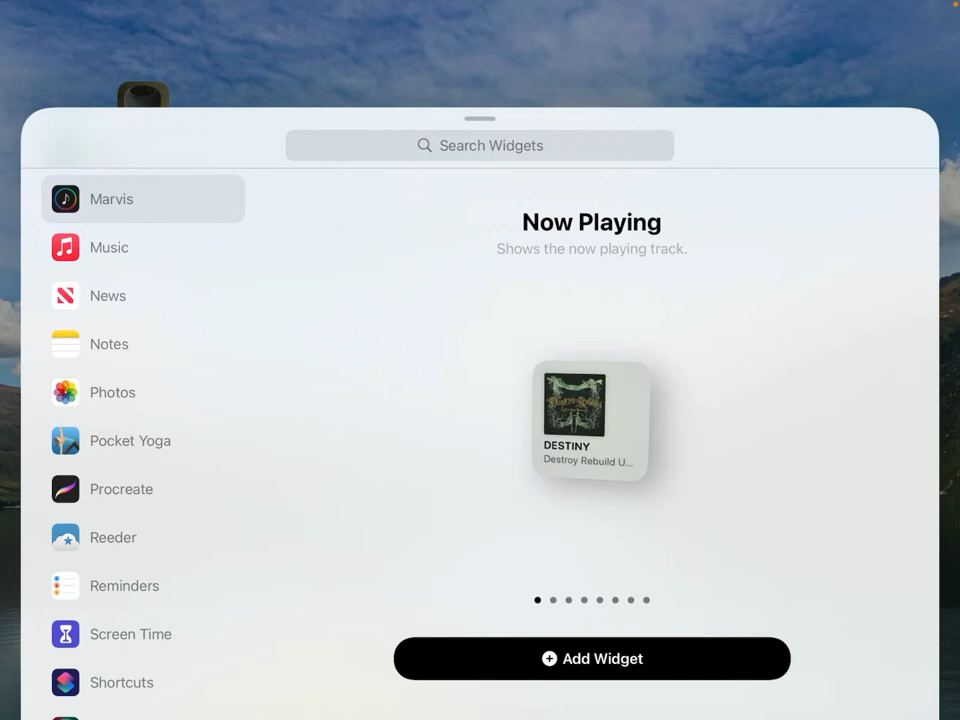 Search Widgets
Marvis
Music
News
Notes
Photos
Pocket Yoga
Procreate
Reeder
Reminders
Screen Time
Shortcuts
Now Playing
Shows the now playing track.
DESTINY
Destroy Rebuild U...
Add Widget